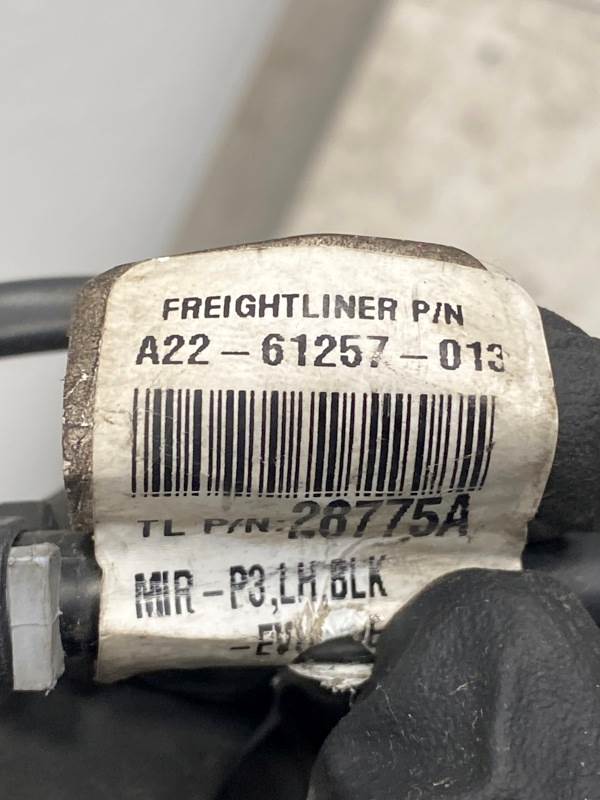 FREIGHTLINER P/N
A22-61257-013
TL P/N: 28775A
MIR-P3,LH,BLK